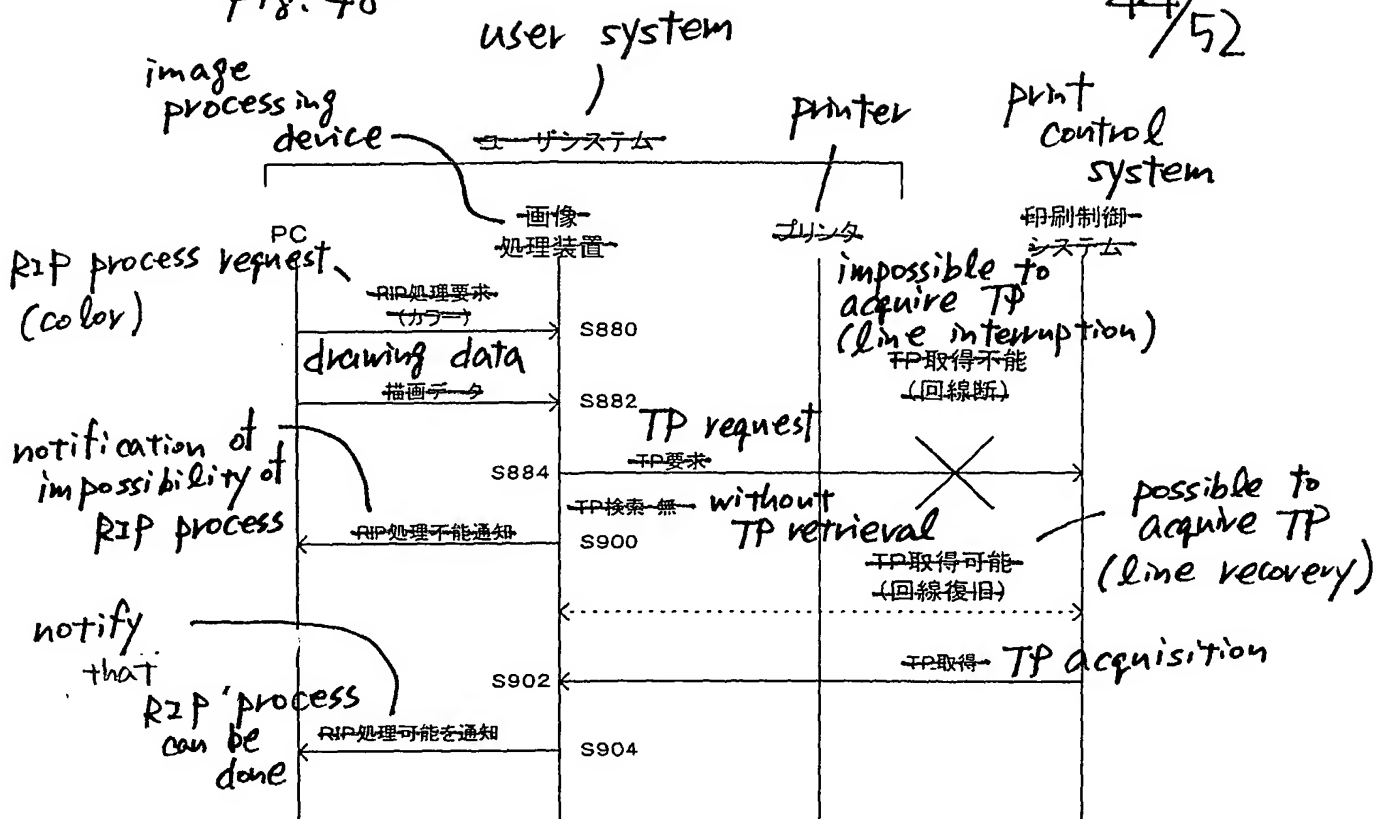 44/52
user system
image
processing
device
ユーザシステム
printer
print
control
system
PC
画像
処理装置
プリンタ
印刷制御
システム
RIP process request
(color)
RIP処理要求
(カラー)
S880
impossible to
acquire TP
(line interruption)
TP取得不能
(回線断)
drawing data
描画データ
S882
TP request
S884
TP要求
notification of
impossibility of
RIP process
TP検索 無
without
TP retrieval
RIP処理不能通知
S900
possible to
acquire TP
(line recovery)
TP取得可能
(回線復旧)
notify
that
RIP process
can be
done
TP取得
TP acquisition
S902
RIP処理可能を通知
S904